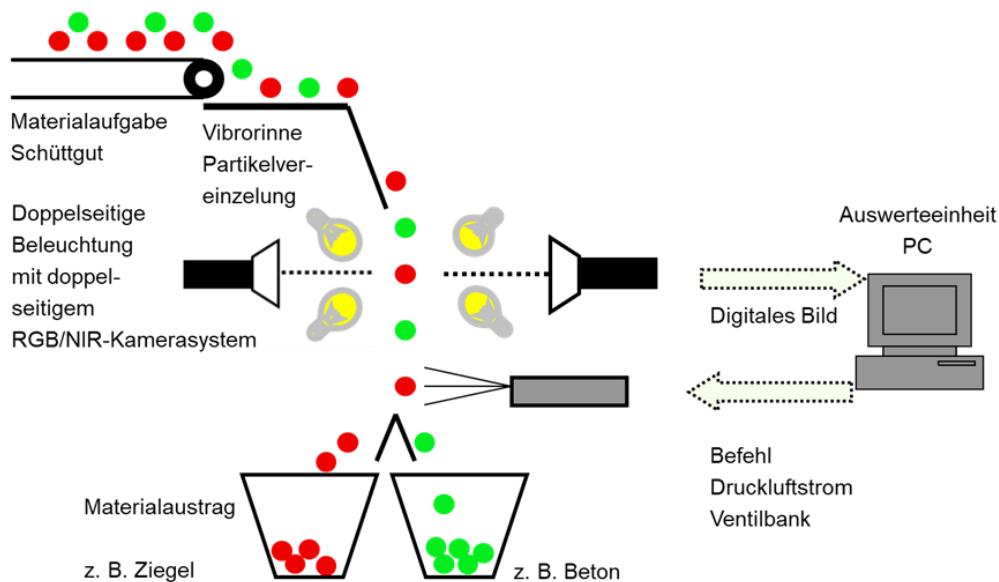 Materialaufgabe
Schüttgut
Vibrorinne
Partikelver-
einzelung
Doppelseitige
Beleuchtung
mit doppel-
seitigem
RGB/NIR-Kamerasystem
Auswerteeinheit
PC
Digitales Bild
Befehl
Druckluftstrom
Ventilbank
Materialaustrag
z. B. Ziegel
z. B. Beton